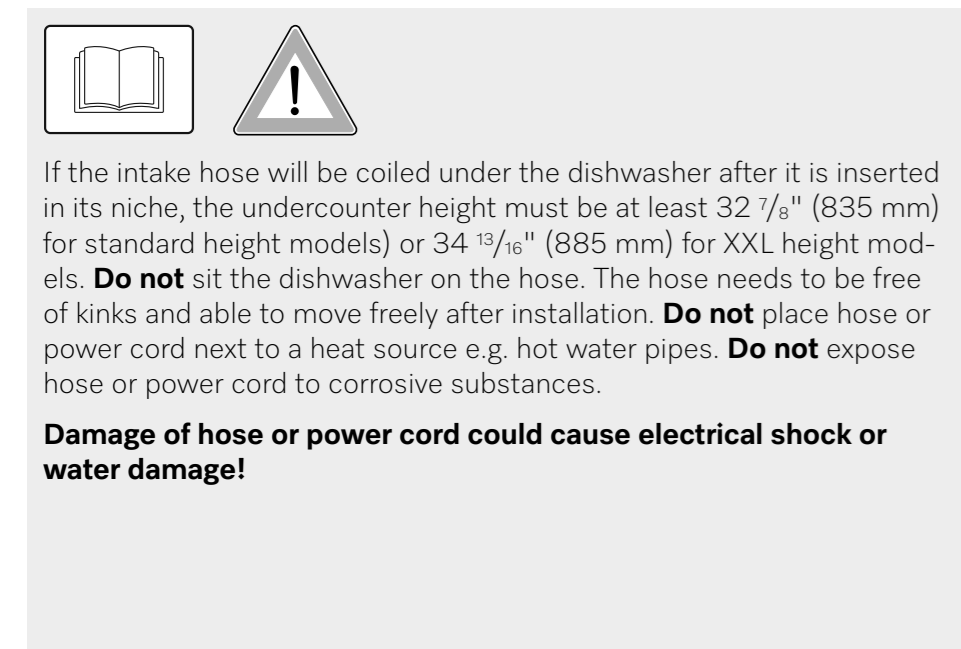 If the intake hose will be coiled under the dishwasher after it is inserted
in its niche, the undercounter height must be at least 32 ⁷/₈" (835 mm)
for standard height models) or 34 ¹³/₁₆" (885 mm) for XXL height mod-
els. Do not sit the dishwasher on the hose. The hose needs to be free
of kinks and able to move freely after installation. Do not place hose or
power cord next to a heat source e.g. hot water pipes. Do not expose
hose or power cord to corrosive substances.
Damage of hose or power cord could cause electrical shock or
water damage!